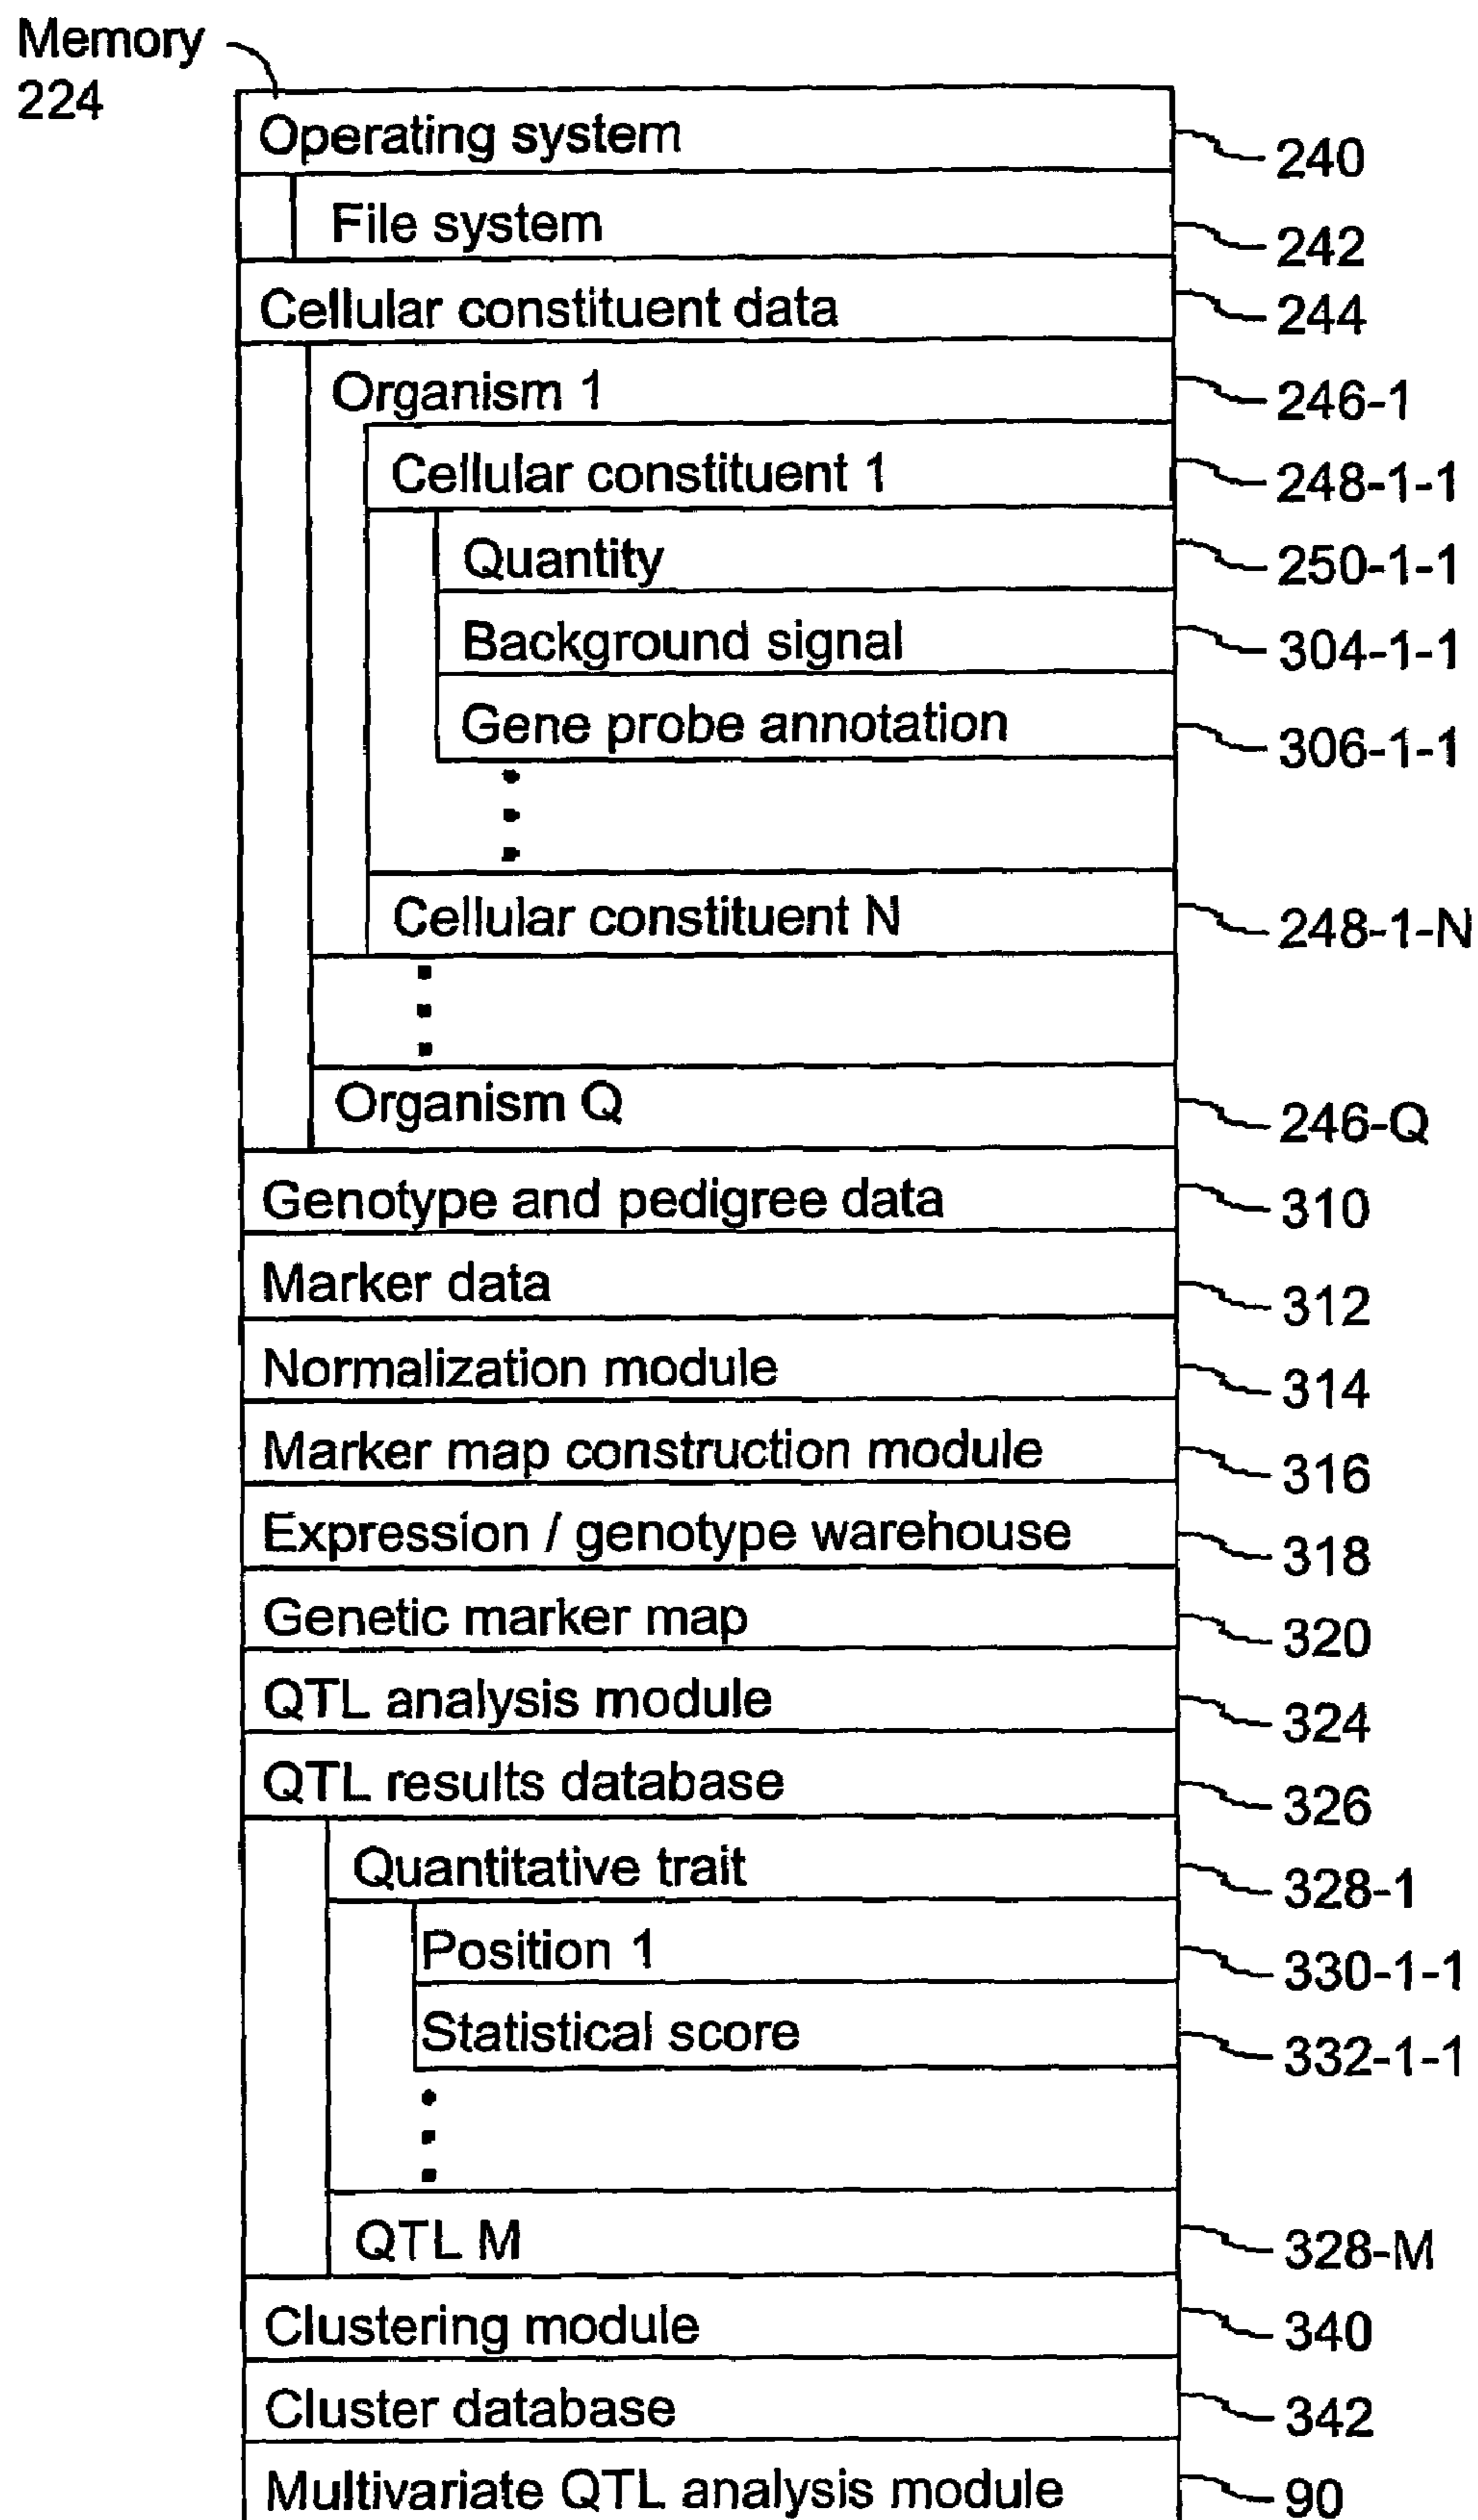 Memory
224
Operating system 240
File system 242
Cellular constituent data 244
Organism 1 246-1
Cellular constituent 1 248-1-1
Quantity 250-1-1
Background signal 304-1-1
Gene probe annotation 306-1-1
Cellular constituent N 248-1-N
Organism Q 246-Q
Genotype and pedigree data 310
Marker data 312
Normalization module 314
Marker map construction module 316
Expression / genotype warehouse 318
Genetic marker map 320
QTL analysis module 324
QTL results database 326
Quantitative trait 328-1
Position 1 330-1-1
Statistical score 332-1-1
QTL M 328-M
Clustering module 340
Cluster database 342
Multivariate QTL analysis module 90